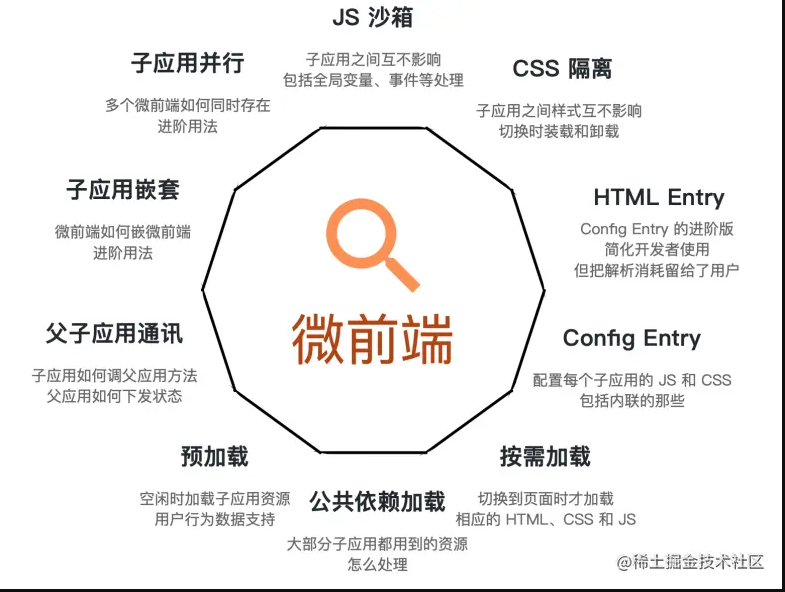 JS 沙箱
子应用之间互不影响
包括全局变量、事件等处理
CSS 隔离
子应用之间样式互不影响
切换时装载和卸载
HTML Entry
Config Entry 的进阶版
简化开发者使用
但把解析消耗留给了用户
Config Entry
配置每个子应用的 JS 和 CSS
包括内联的那些
按需加载
切换到页面时才加载
相应的 HTML、CSS 和 JS
公共依赖加载
大部分子应用都用到的资源
怎么处理
预加载
空闲时加载子应用资源
用户行为数据支持
父子应用通讯
子应用如何调父应用方法
父应用如何下发状态
子应用嵌套
微前端如何嵌微前端
进阶用法
子应用并行
多个微前端如何同时存在
进阶用法
微前端
@稀土掘金技术社区